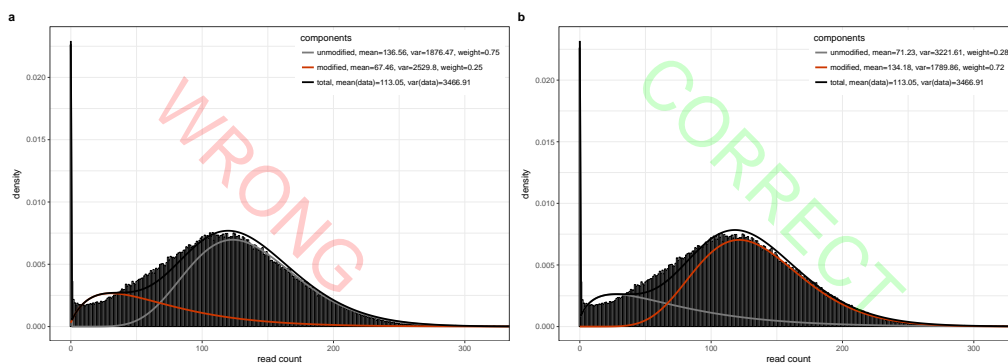 a
components
unmodified, mean=136.56, var=1876.47, weight=0.75
modified, mean=67.46, var=2529.8, weight=0.25
total, mean(data)=113.05, var(data)=3466.91
WRONG
density
0.020
0.015
0.010
0.005
0.000
0
100
200
300
read count
b
components
unmodified, mean=71.23, var=3221.61, weight=0.28
modified, mean=134.18, var=1789.86, weight=0.72
total, mean(data)=113.05, var(data)=3466.91
CORRECT
density
0.020
0.015
0.010
0.005
0.000
0
100
200
300
read count